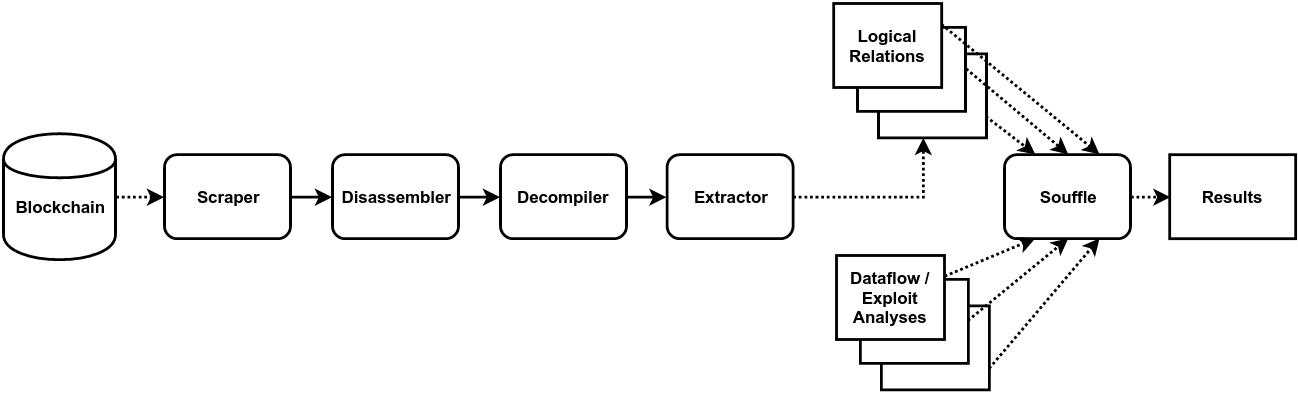 Blockchain
Scraper
Disassembler
Decompiler
Extractor
Logical
Relations
Dataflow /
Exploit
Analyses
Souffle
Results